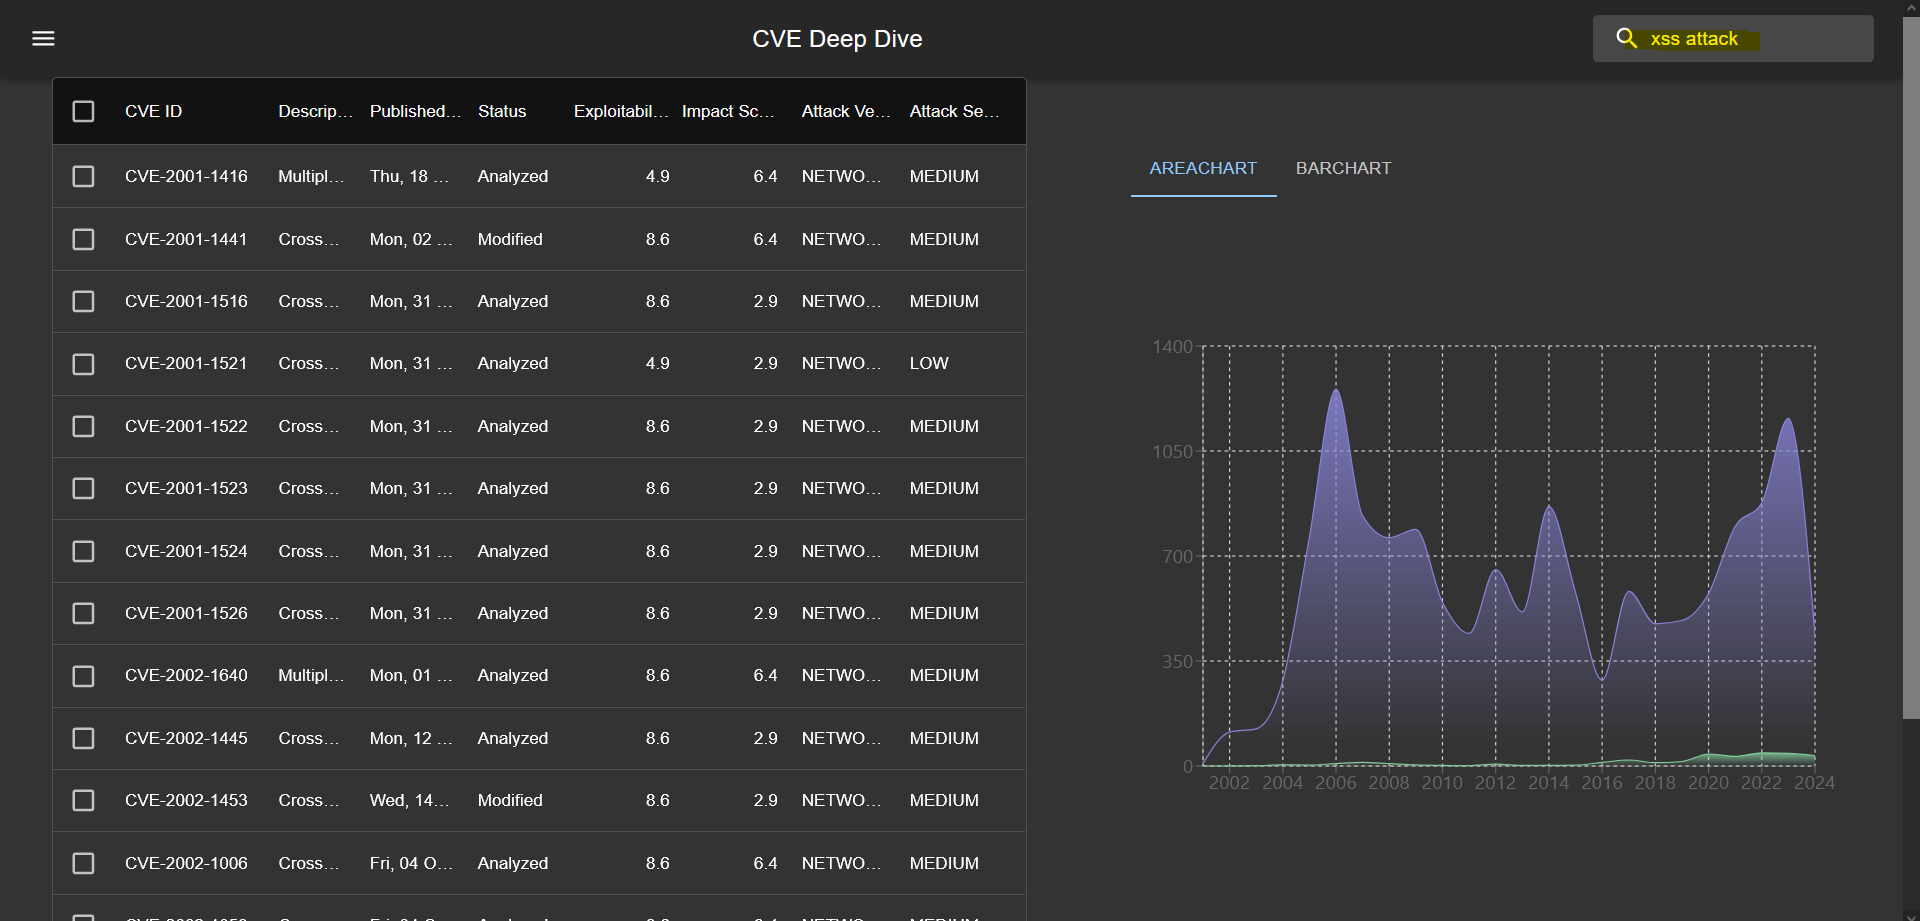 CVE Deep Dive
xss attack
CVE ID Descrip... Published... Status Exploitabil... Impact Sc... Attack Ve... Attack Se...
CVE-2001-1416 Multipl... Thu, 18 ... Analyzed 4.9 6.4 NETWO... MEDIUM
CVE-2001-1441 Cross... Mon, 02 ... Modified 8.6 6.4 NETWO... MEDIUM
CVE-2001-1516 Cross... Mon, 31 ... Analyzed 8.6 2.9 NETWO... MEDIUM
CVE-2001-1521 Cross... Mon, 31 ... Analyzed 4.9 2.9 NETWO... LOW
CVE-2001-1522 Cross... Mon, 31 ... Analyzed 8.6 2.9 NETWO... MEDIUM
CVE-2001-1523 Cross... Mon, 31 ... Analyzed 8.6 2.9 NETWO... MEDIUM
CVE-2001-1524 Cross... Mon, 31 ... Analyzed 8.6 2.9 NETWO... MEDIUM
CVE-2001-1526 Cross... Mon, 31 ... Analyzed 8.6 2.9 NETWO... MEDIUM
CVE-2002-1640 Multipl... Mon, 01 ... Analyzed 8.6 6.4 NETWO... MEDIUM
CVE-2002-1445 Cross... Mon, 12 ... Analyzed 8.6 2.9 NETWO... MEDIUM
CVE-2002-1453 Cross... Wed, 14... Modified 8.6 2.9 NETWO... MEDIUM
CVE-2002-1006 Cross... Fri, 04 O... Analyzed 8.6 6.4 NETWO... MEDIUM
AREACHART BARCHART
1400
1050
700
350
0
2002 2004 2006 2008 2010 2012 2014 2016 2018 2020 2022 2024